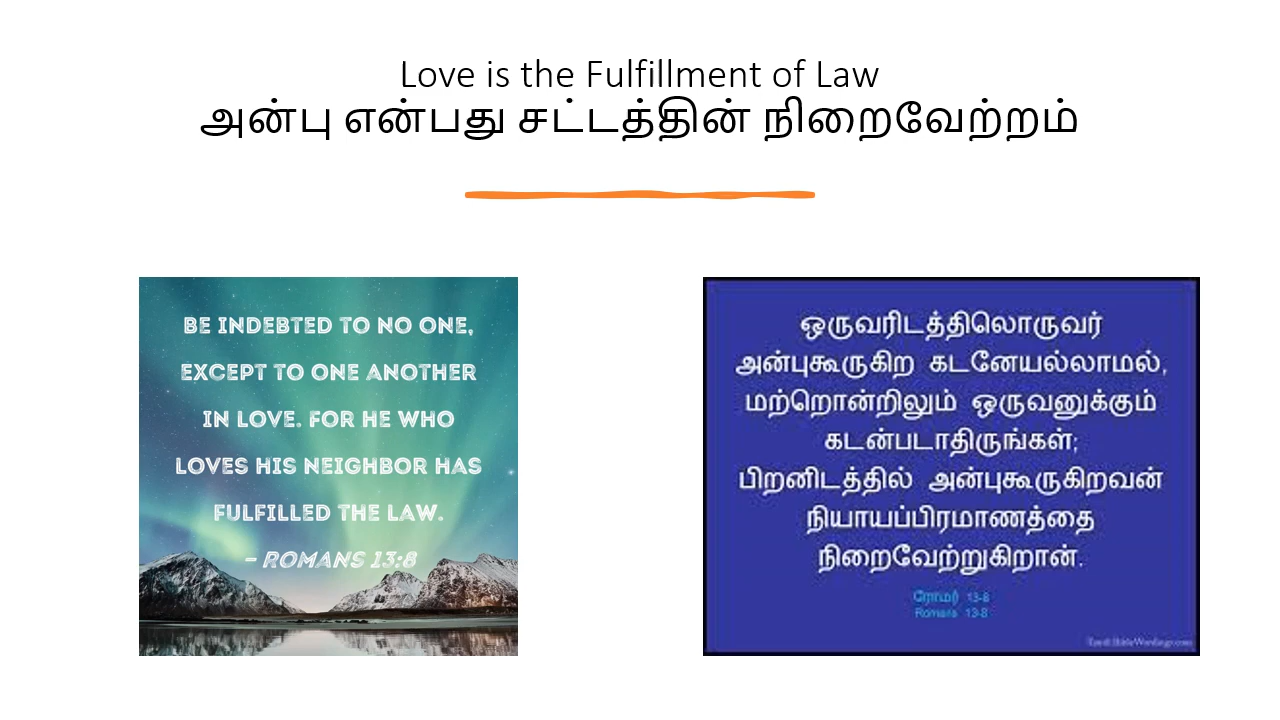 Love is the Fulfillment of Law
அன்பு என்பது சட்டத்தின் நிறைவேற்றம்
BE INDEBTED TO NO ONE,
EXCEPT TO ONE ANOTHER
IN LOVE. FOR HE WHO
LOVES HIS NEIGHBOR HAS
FULFILLED THE LAW.
- ROMANS 13:8
ஒருவரிடத்திலொருவர்
அன்புகூருகிற கடனேயல்லாமல்,
மற்றொன்றிலும் ஒருவனுக்கும்
கடன்படாதிருங்கள்;
பிறனிடத்தில் அன்புகூருகிறவன்
நியாயப்பிரமாணத்தை
நிறைவேற்றுகிறான்.
ரோமர் 13-8
Romans 13-8